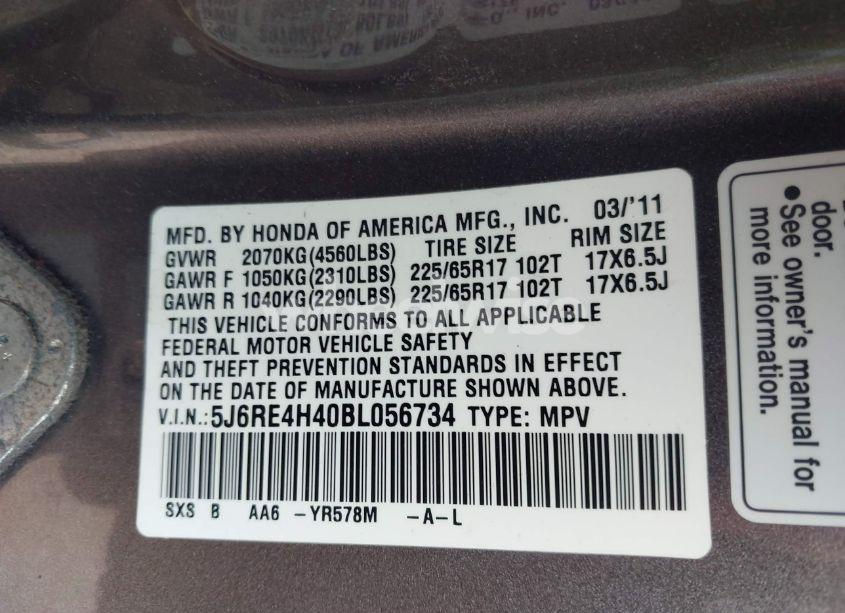 MFD. BY HONDA OF AMERICA MFG., INC. 03/'11
GVWR 2070KG(4560LBS) TIRE SIZE RIM SIZE
GAWR F 1050KG(2310LBS) 225/65R17 102T 17X6.5J
GAWR R 1040KG(2290LBS) 225/65R17 102T 17X6.5J
THIS VEHICLE CONFORMS TO ALL APPLICABLE
FEDERAL MOTOR VEHICLE SAFETY
AND THEFT PREVENTION STANDARDS IN EFFECT
ON THE DATE OF MANUFACTURE SHOWN ABOVE.
V.I.N.: 5J6RE4H40BL056734 TYPE: MPV
SXS B AA6 -YR578M -A-L
door.
●See owner's manual for
more information.